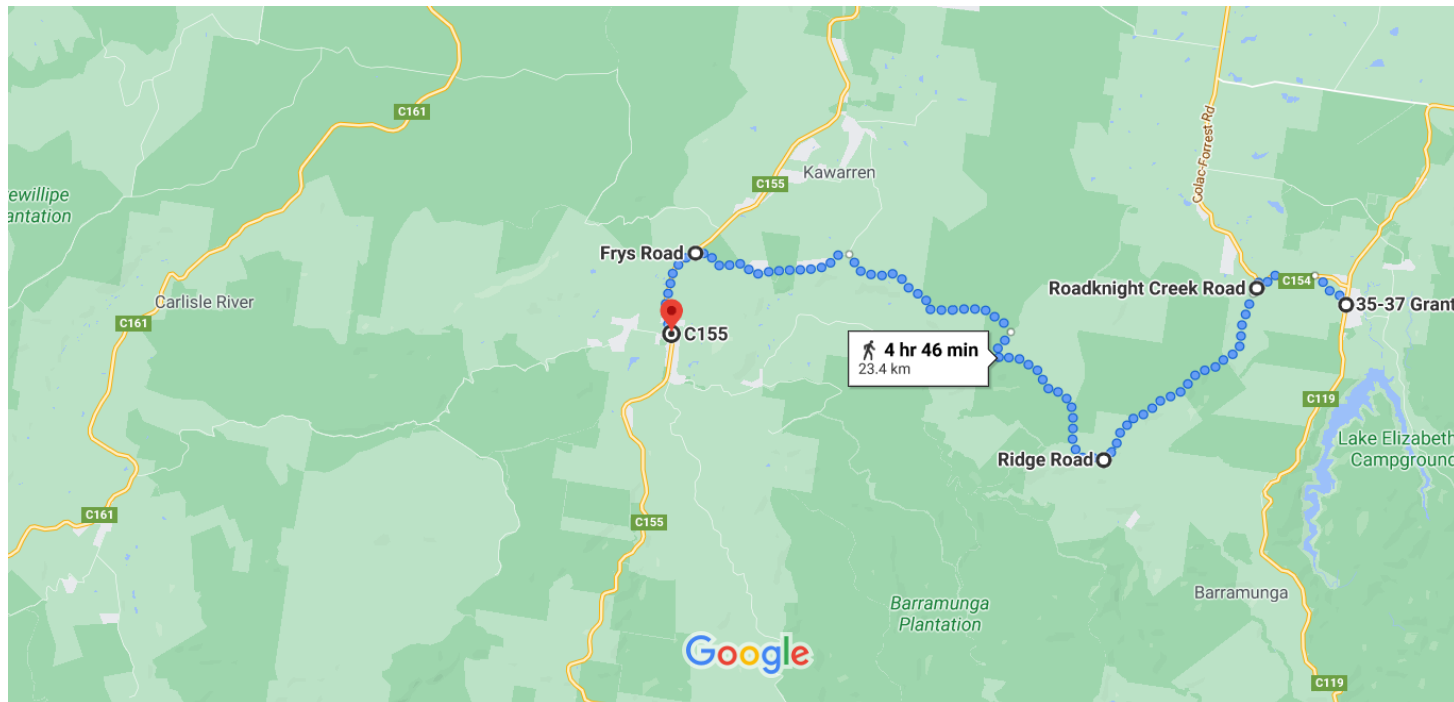 C161
C155
Kawarren
ewillipe
antation
Colac-Forrest Rd
Frys Road
Roadknight Creek Road
C154
35-37 Grant
Carlisle River
C161
C155
4 hr 46 min
23.4 km
C119
Lake Elizabeth
Campground
Ridge Road
C161
C155
Barramunga
Plantation
Barramunga
Google
C119